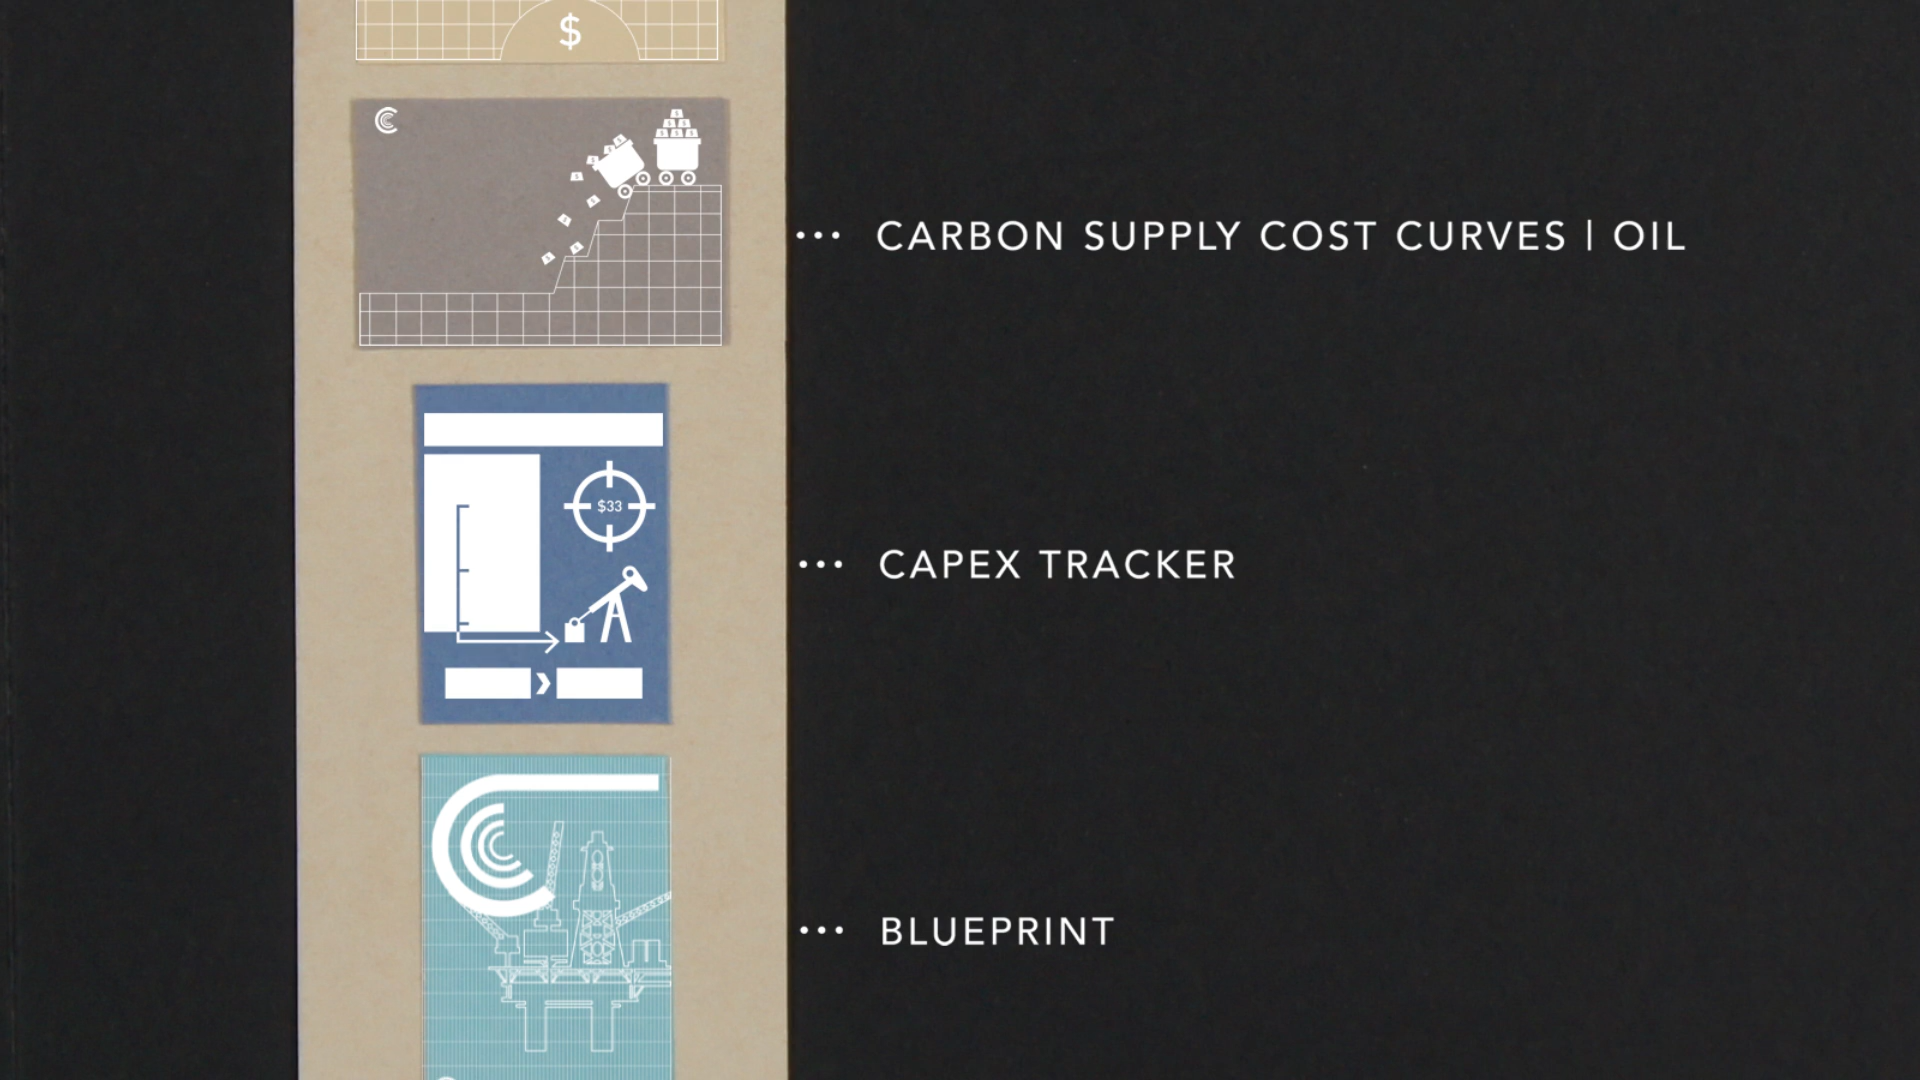 $
CARBON SUPPLY COST CURVES | OIL
$33
CAPEX TRACKER
BLUEPRINT